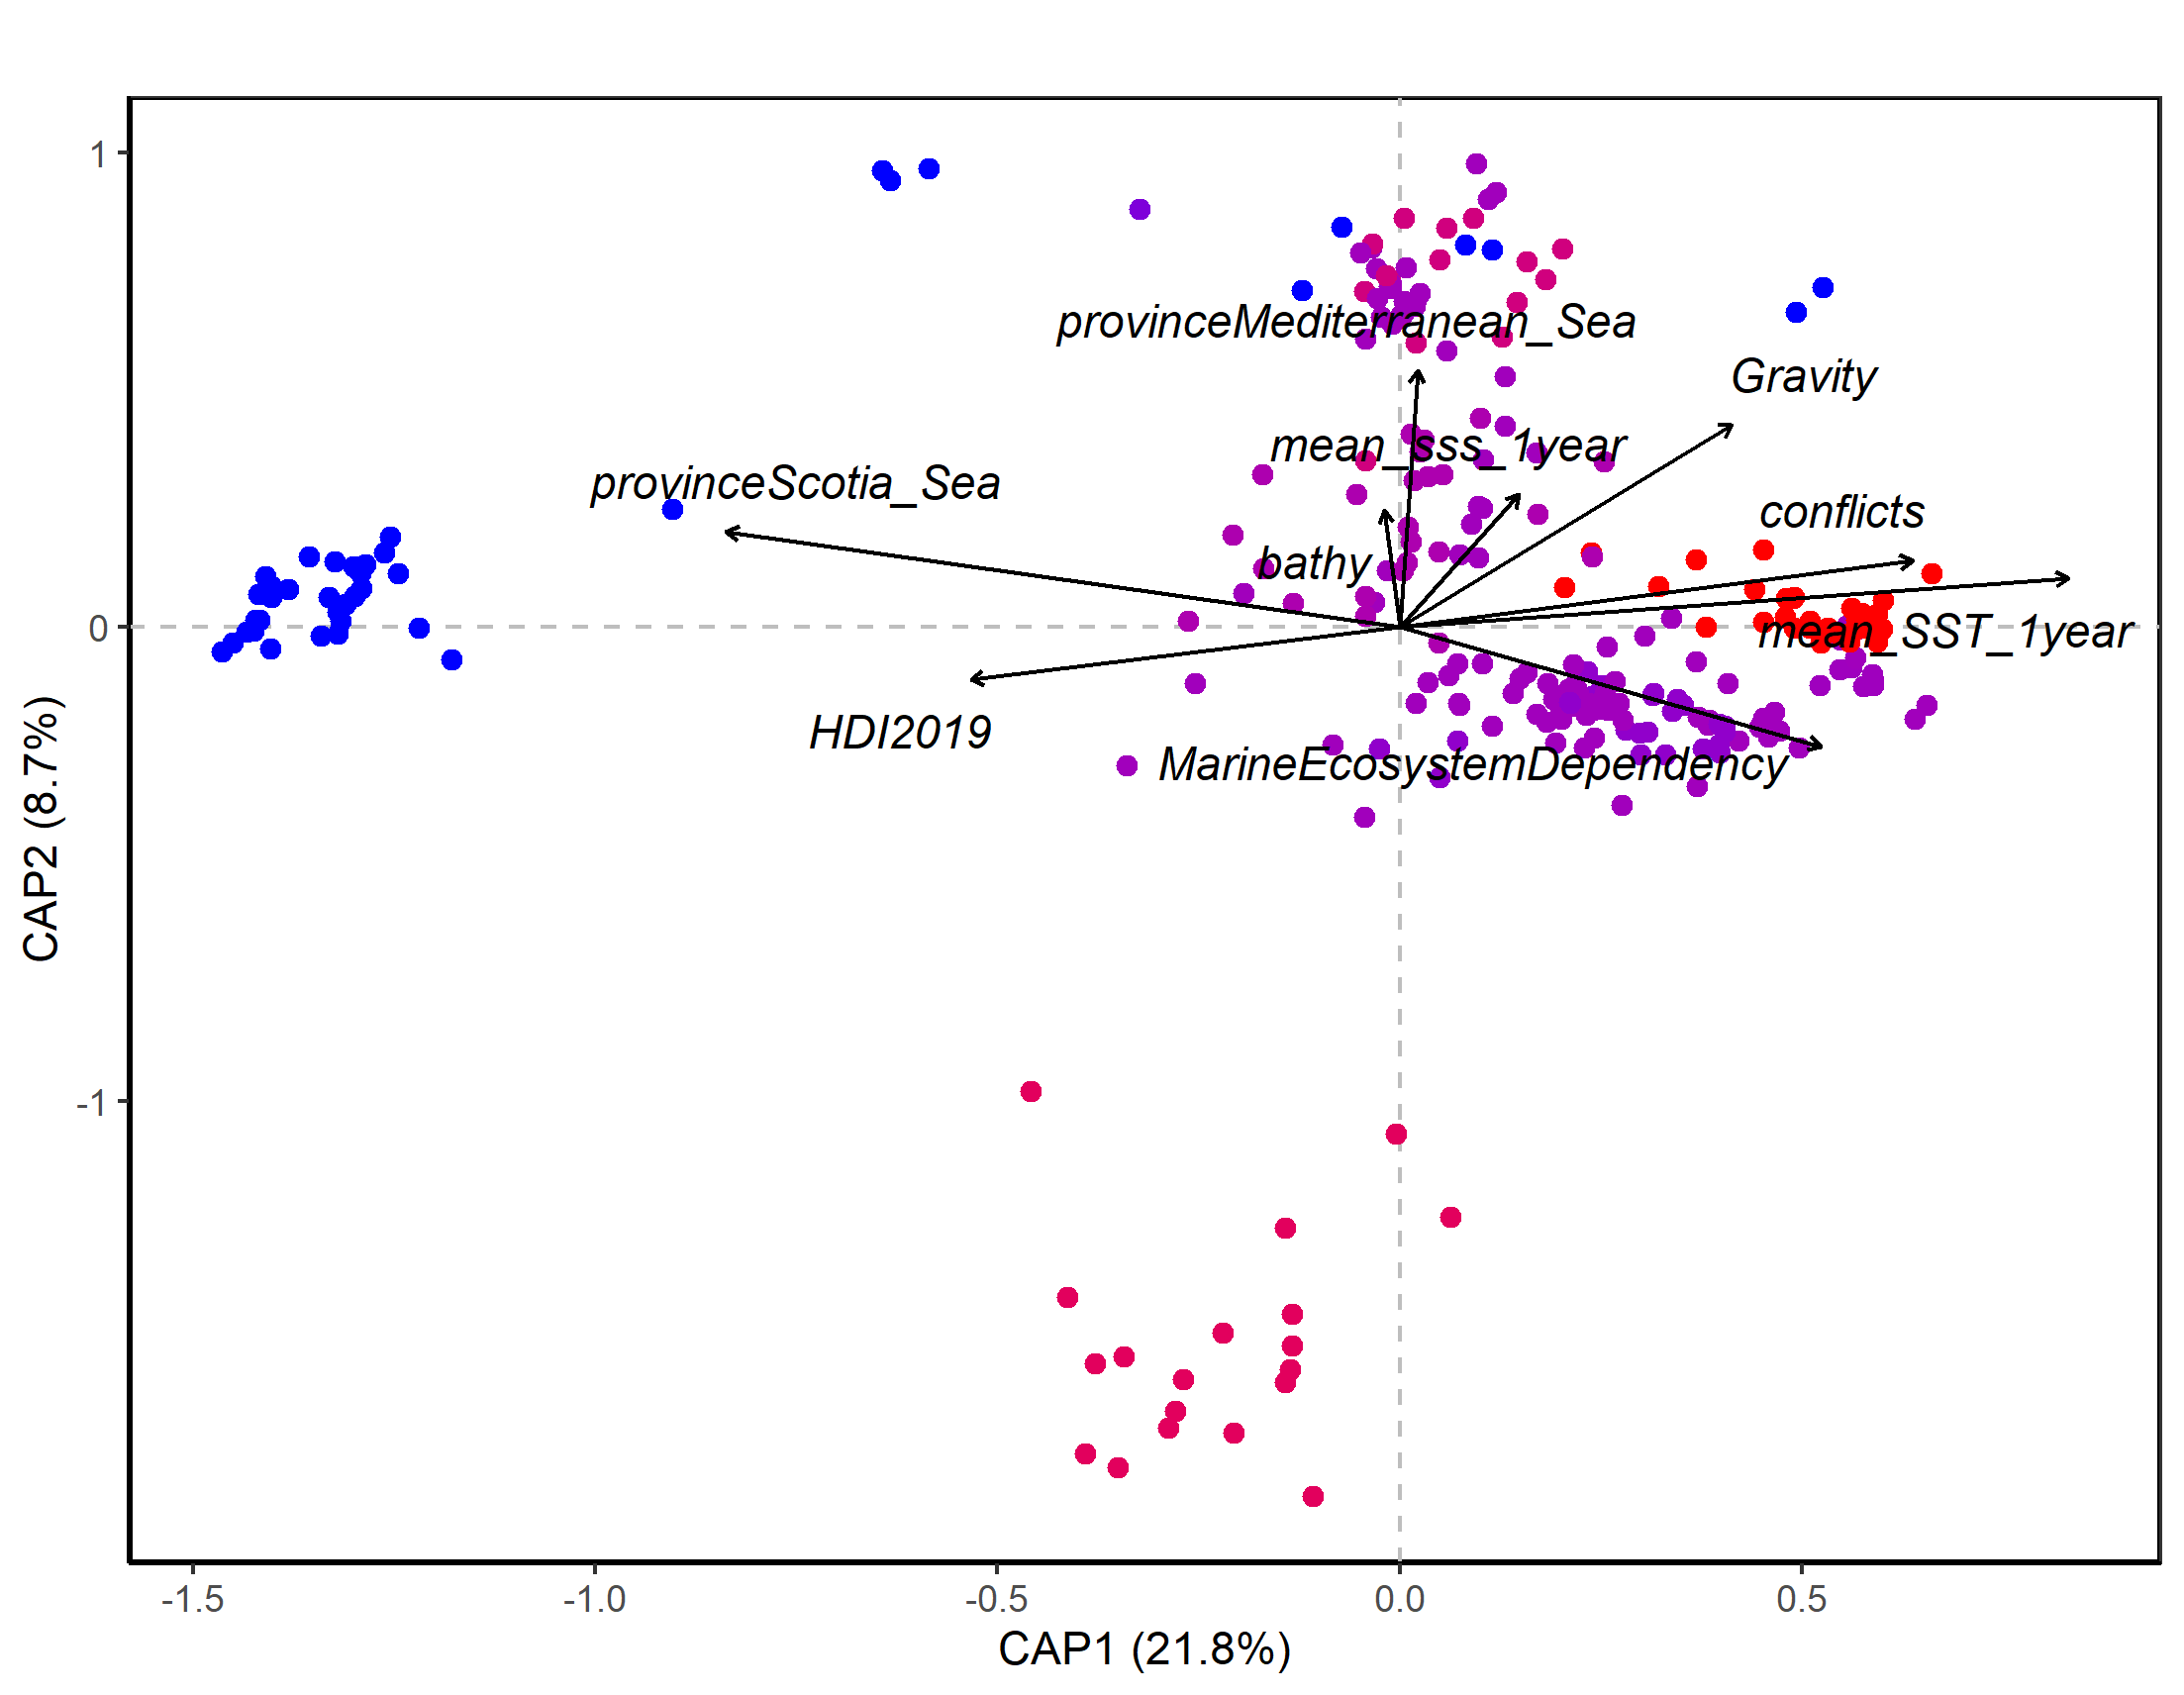 1
provinceMediterranean_Sea
Gravity
mean_sss_1year
provinceScotia_Sea
conflicts
bathy
0
mean_SST_1year
HDI2019
MarineEcosystemDependency
CAP2 (8.7%)
-1
-1.5
-1.0
-0.5
0.0
0.5
CAP1 (21.8%)